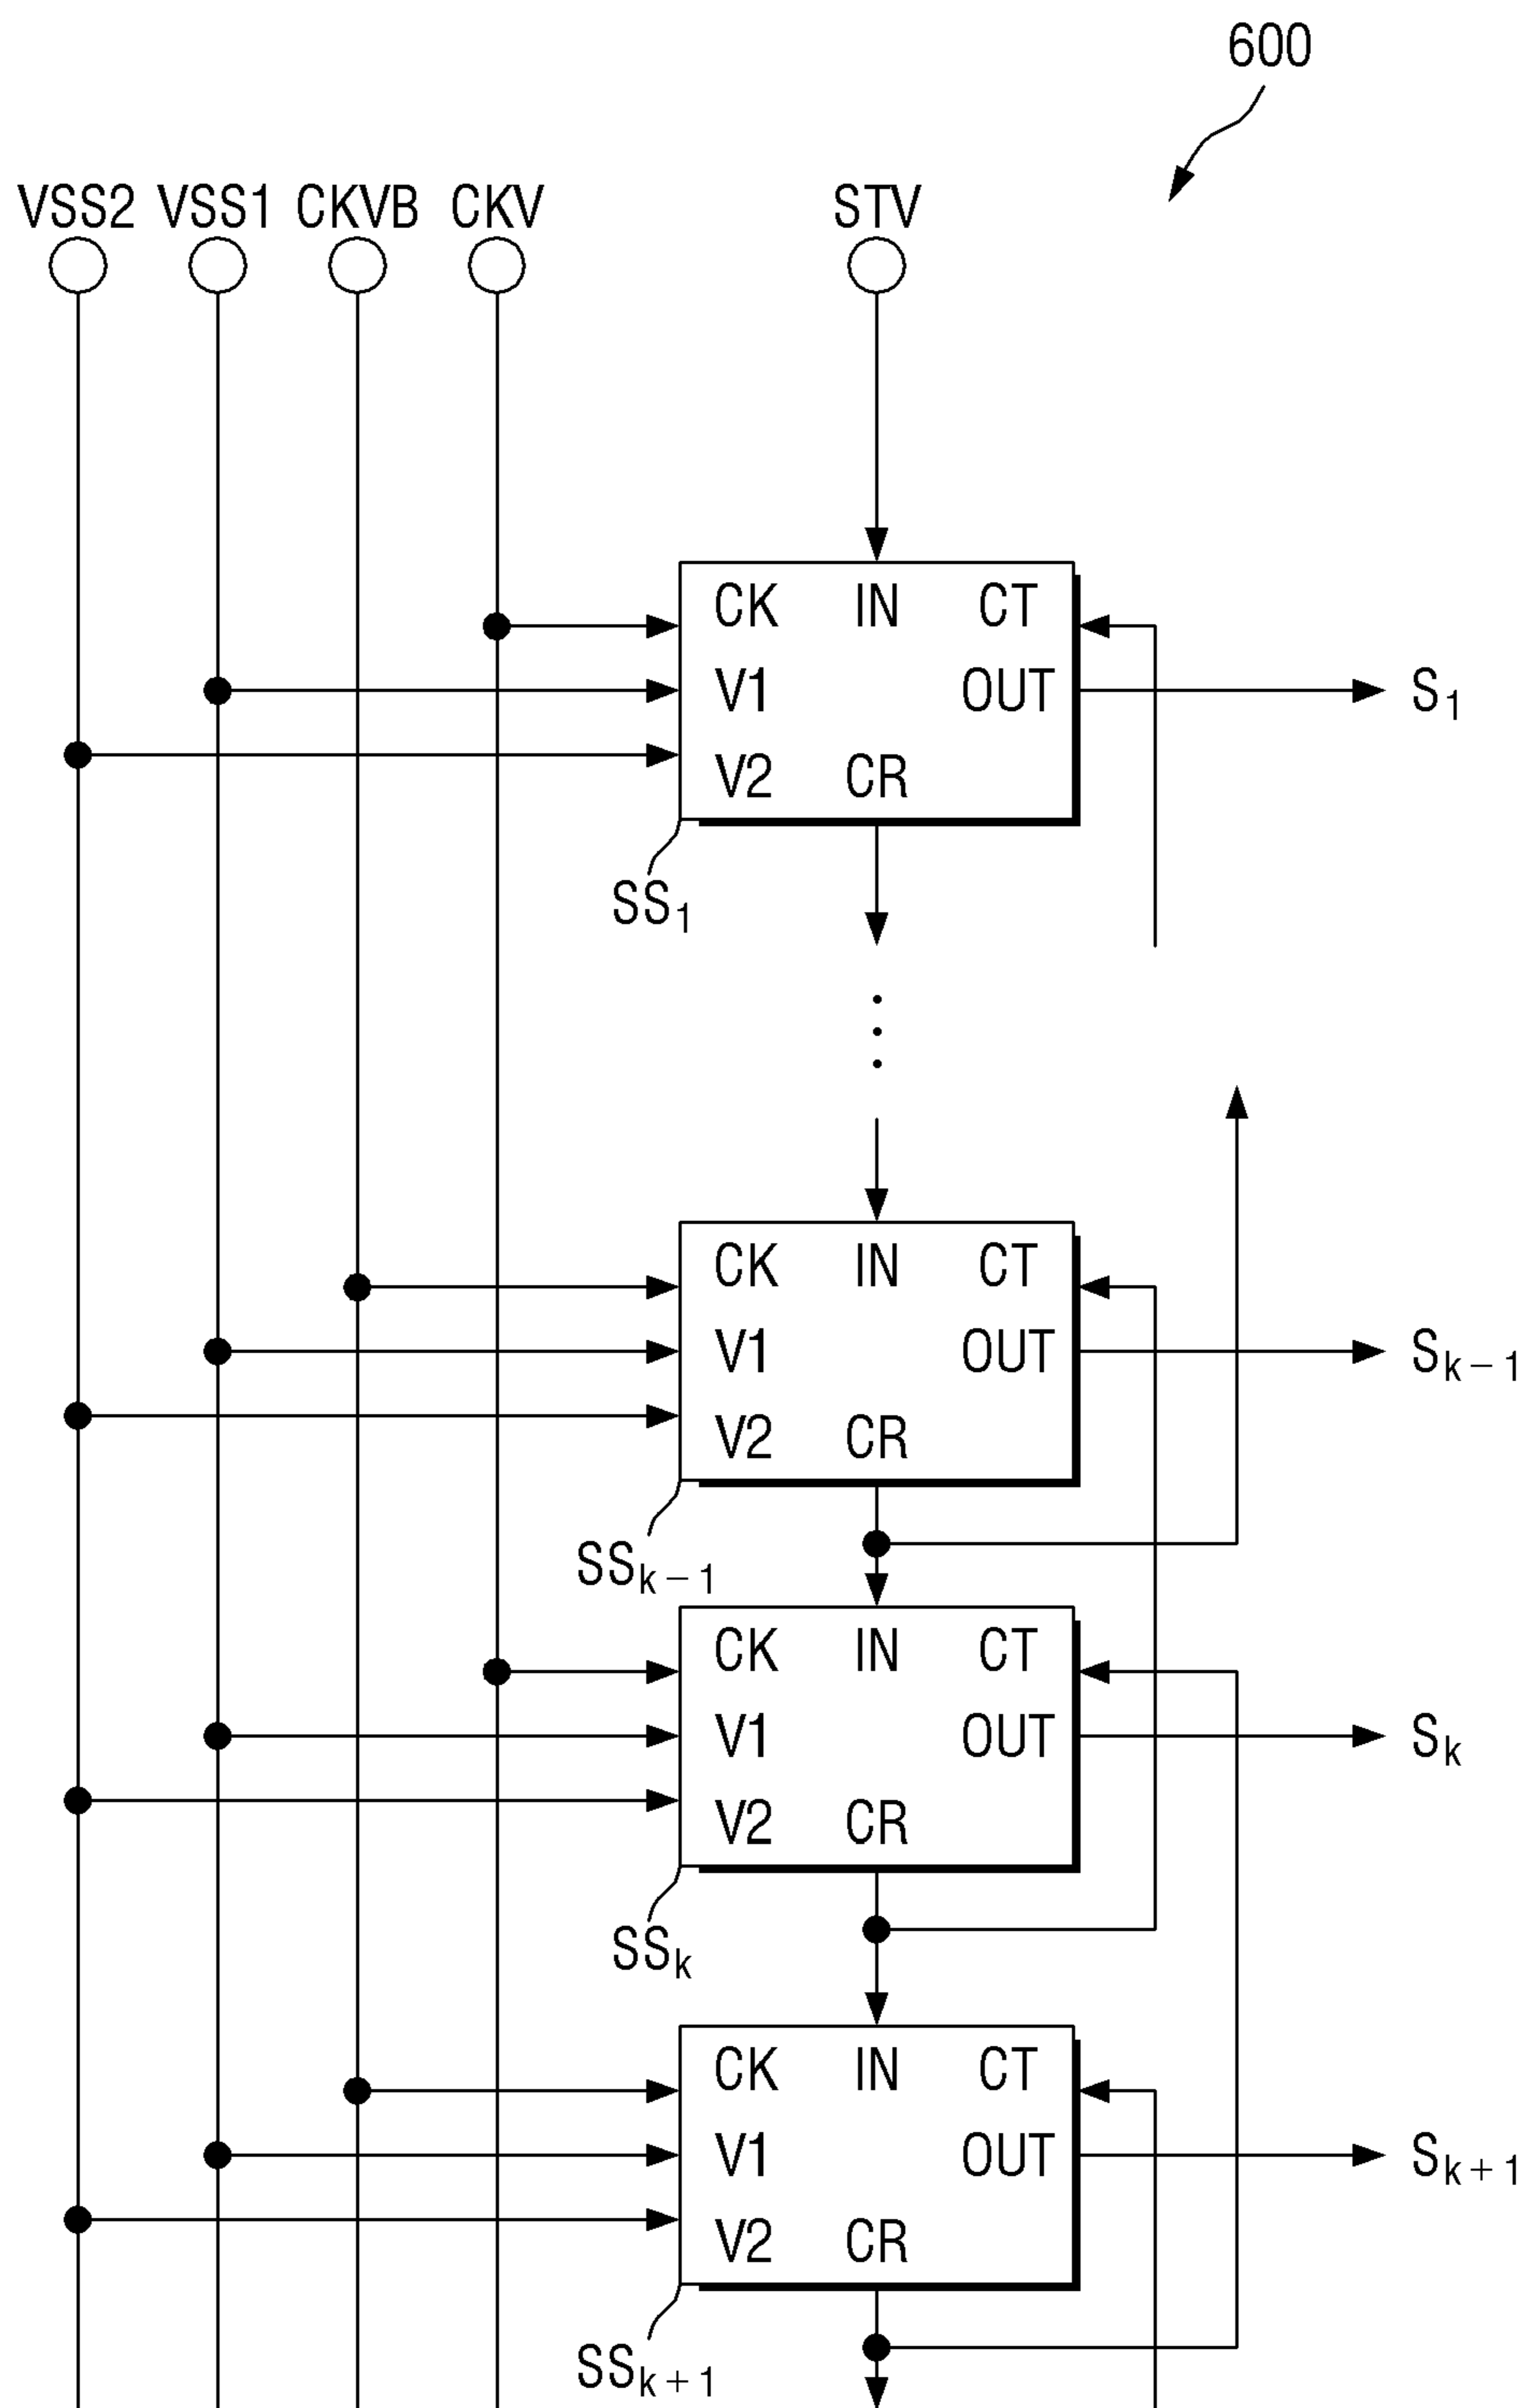 600
VSS2 VSS1 CKVB CKV STV
CK IN CT
V1 OUT S1
V2 CR
SS1
CK IN CT
V1 OUT Sk-1
V2 CR
SSk-1
CK IN CT
V1 OUT Sk
V2 CR
SSk
CK IN CT
V1 OUT Sk+1
V2 CR
SSk+1